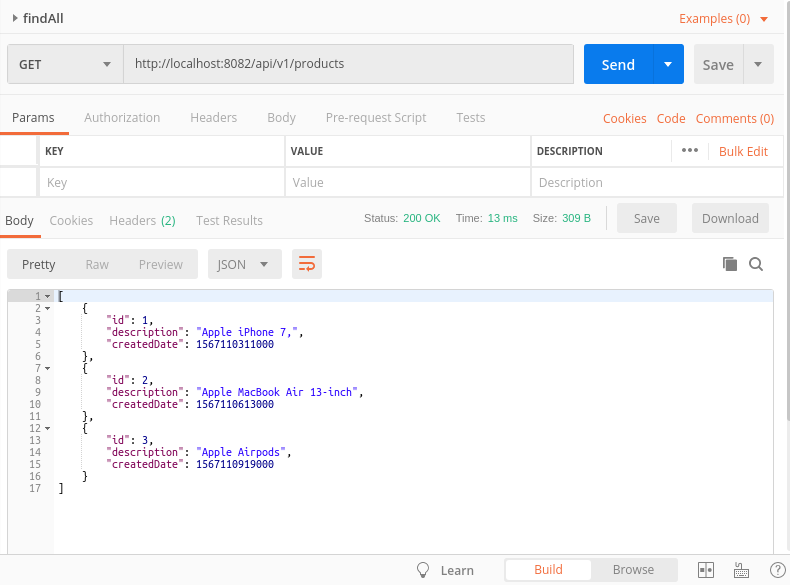 findAll Examples (0)
GET http://localhost:8082/api/v1/products Send Save
Params Authorization Headers Body Pre-request Script Tests Cookies Code Comments (0)
KEY VALUE DESCRIPTION ••• Bulk Edit
Key Value Description
Body Cookies Headers (2) Test Results Status: 200 OK Time: 13 ms Size: 309 B Save Download
Pretty Raw Preview JSON
1 [
2 {
3 "id": 1,
4 "description": "Apple iPhone 7,",
5 "createdDate": 1567110311000
6 },
7 {
8 "id": 2,
9 "description": "Apple MacBook Air 13-inch",
10 "createdDate": 1567110613000
11 },
12 {
13 "id": 3,
14 "description": "Apple Airpods",
15 "createdDate": 1567110919000
16 }
17 ]
Learn Build Browse ?